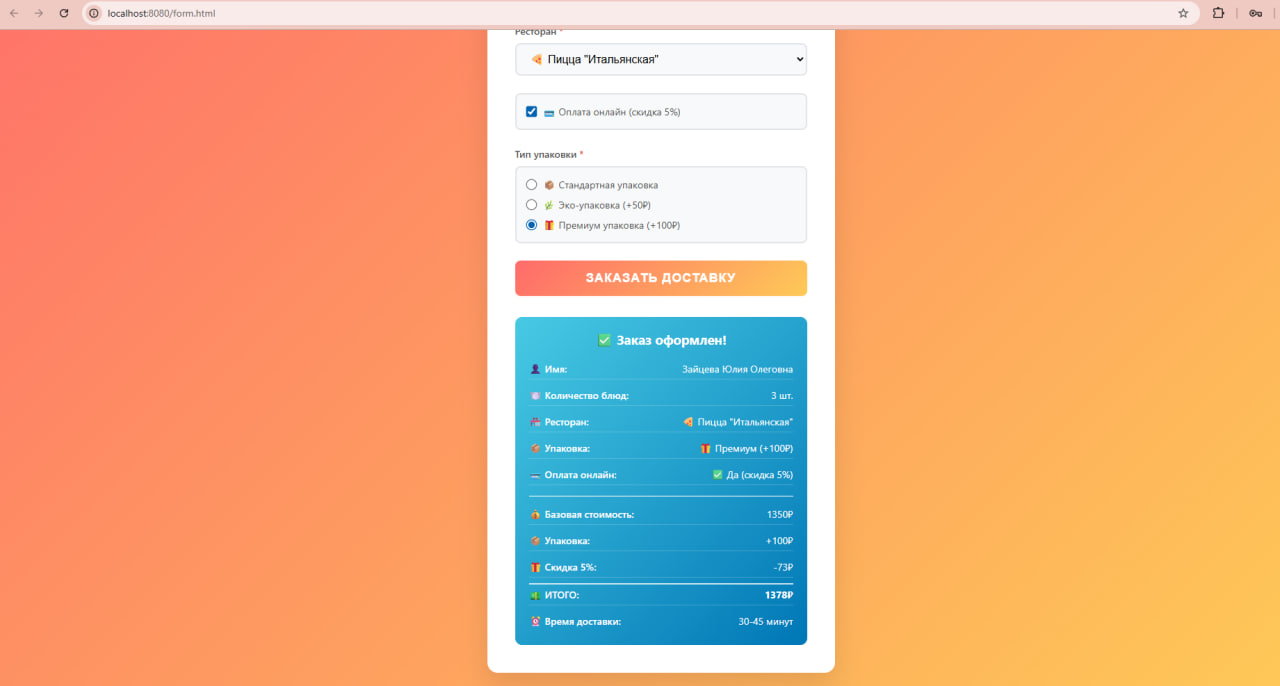 localhost:8080/form.html
Ресторан *
🍕 Пицца "Итальянская"
💳 Оплата онлайн (скидка 5%)
Тип упаковки *
📦 Стандартная упаковка
🌿 Эко-упаковка (+50₽)
🎁 Премиум упаковка (+100₽)
ЗАКАЗАТЬ ДОСТАВКУ
✅ Заказ оформлен!
👤 Имя: Зайцева Юлия Олеговна
🍽️ Количество блюд: 3 шт.
🏪 Ресторан: 🍕 Пицца "Итальянская"
📦 Упаковка: 🎁 Премиум (+100₽)
💳 Оплата онлайн: ✅ Да (скидка 5%)
💰 Базовая стоимость: 1350₽
📦 Упаковка: +100₽
🎁 Скидка 5%: -73₽
💵 ИТОГО: 1378₽
⏰ Время доставки: 30-45 минут